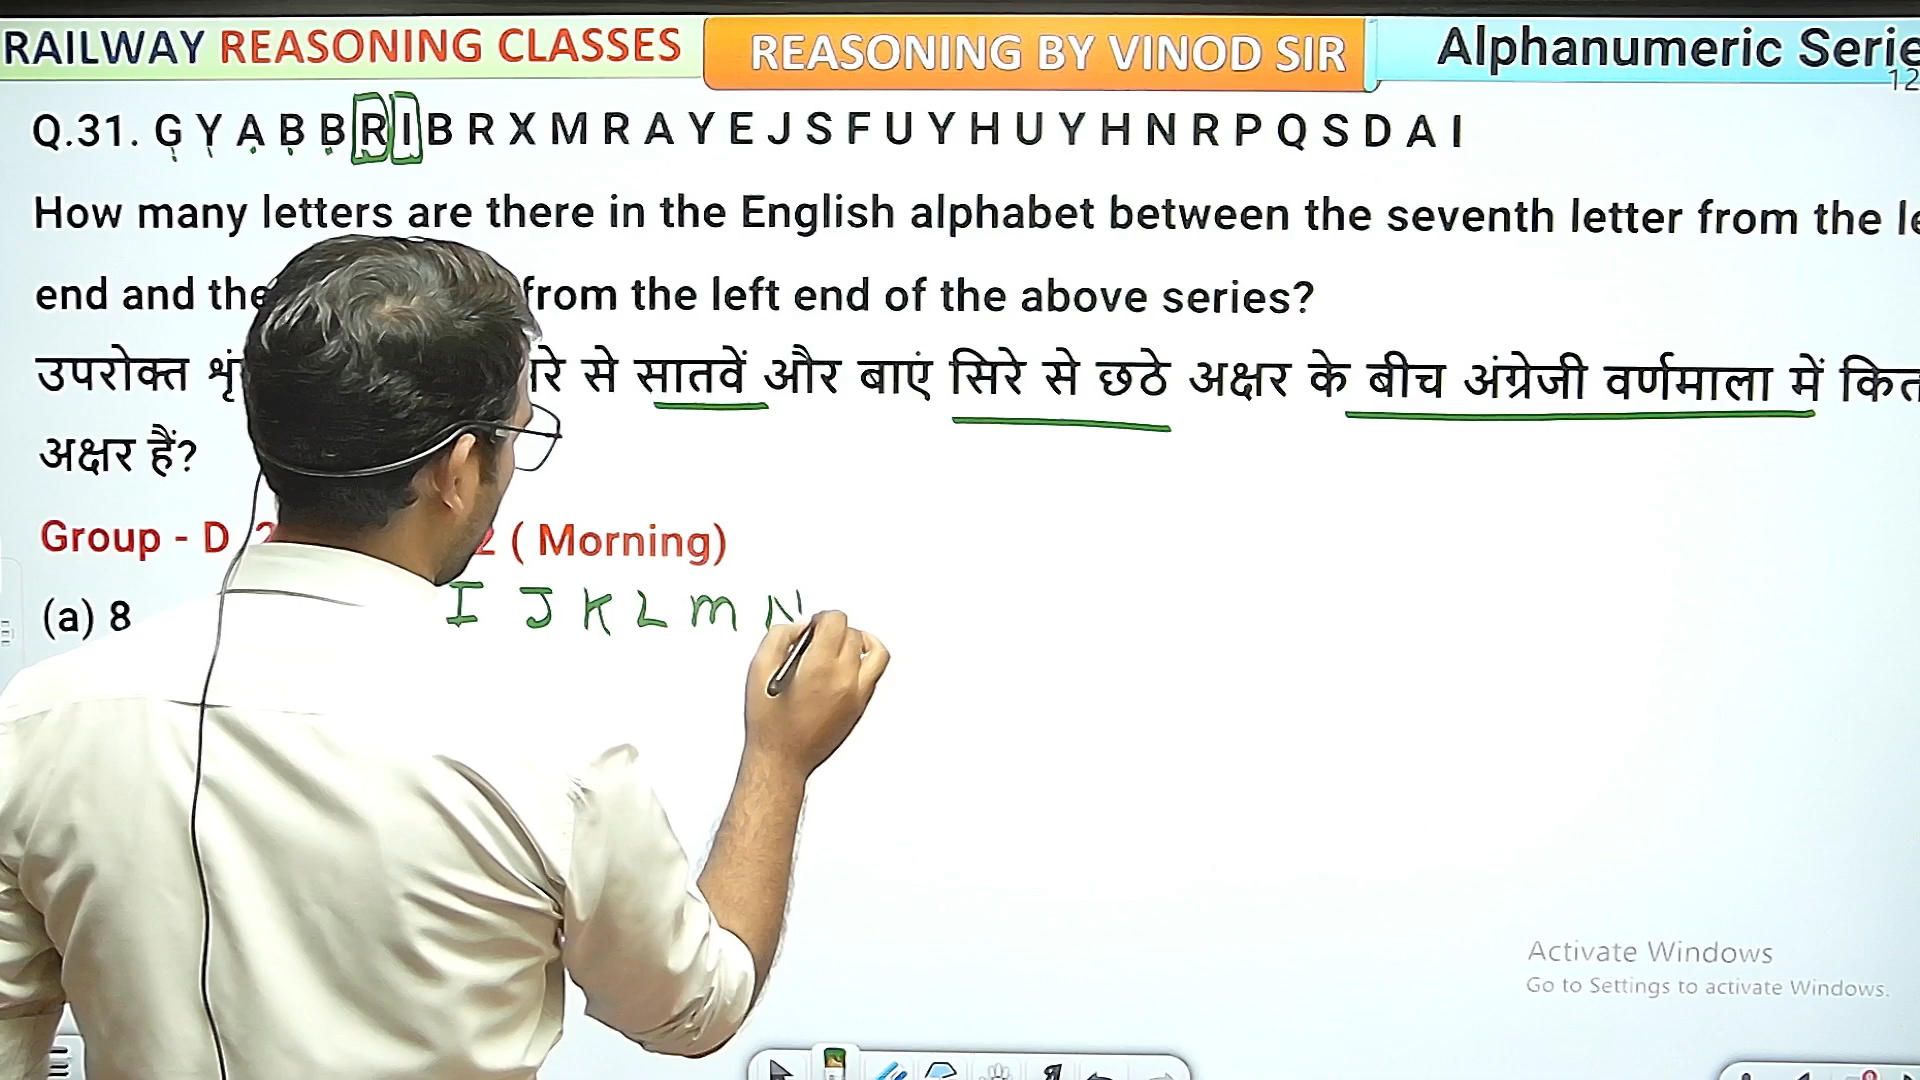 RAILWAY REASONING CLASSES REASONING BY VINOD SIR Alphanumeric Serie
12
Q.31. G Y A B B R I B R X M R A Y E J S F U Y H U Y H N R P Q S D A I
How many letters are there in the English alphabet between the seventh letter from the le
end and the from the left end of the above series?
उपरोक्त शृं रे से सातवें और बाएं सिरे से छठे अक्षर के बीच अंग्रेजी वर्णमाला में कित
अक्षर हैं?
Group - D 2 ( Morning)
(a) 8 I J K L M N
Activate Windows
Go to Settings to activate Windows.